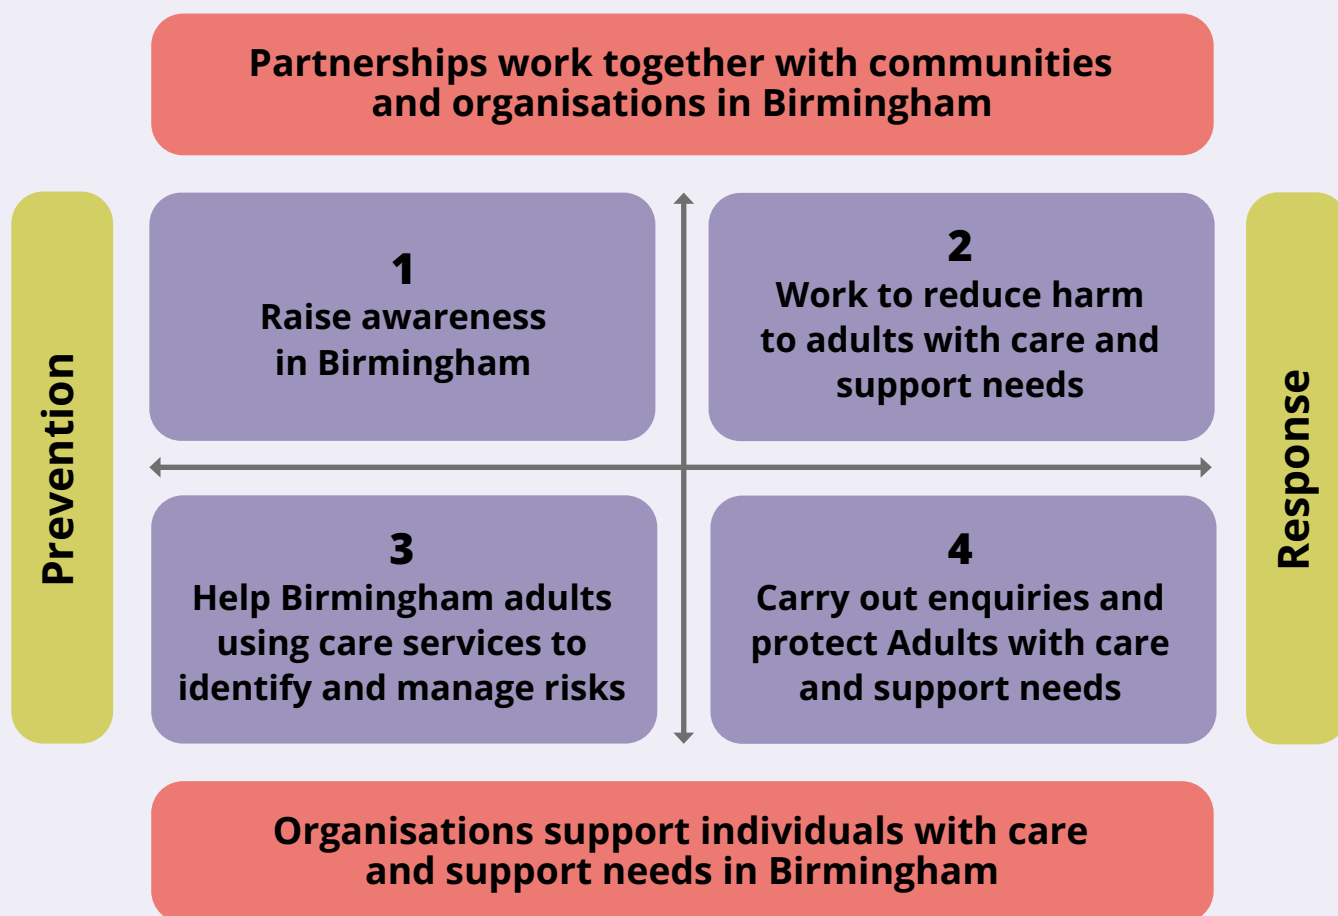 Partnerships work together with communities
and organisations in Birmingham
Prevention
1
Raise awareness
in Birmingham
2
Work to reduce harm
to adults with care and
support needs
Response
3
Help Birmingham adults
using care services to
identify and manage risks
4
Carry out enquiries and
protect Adults with care
and support needs
Organisations support individuals with care
and support needs in Birmingham